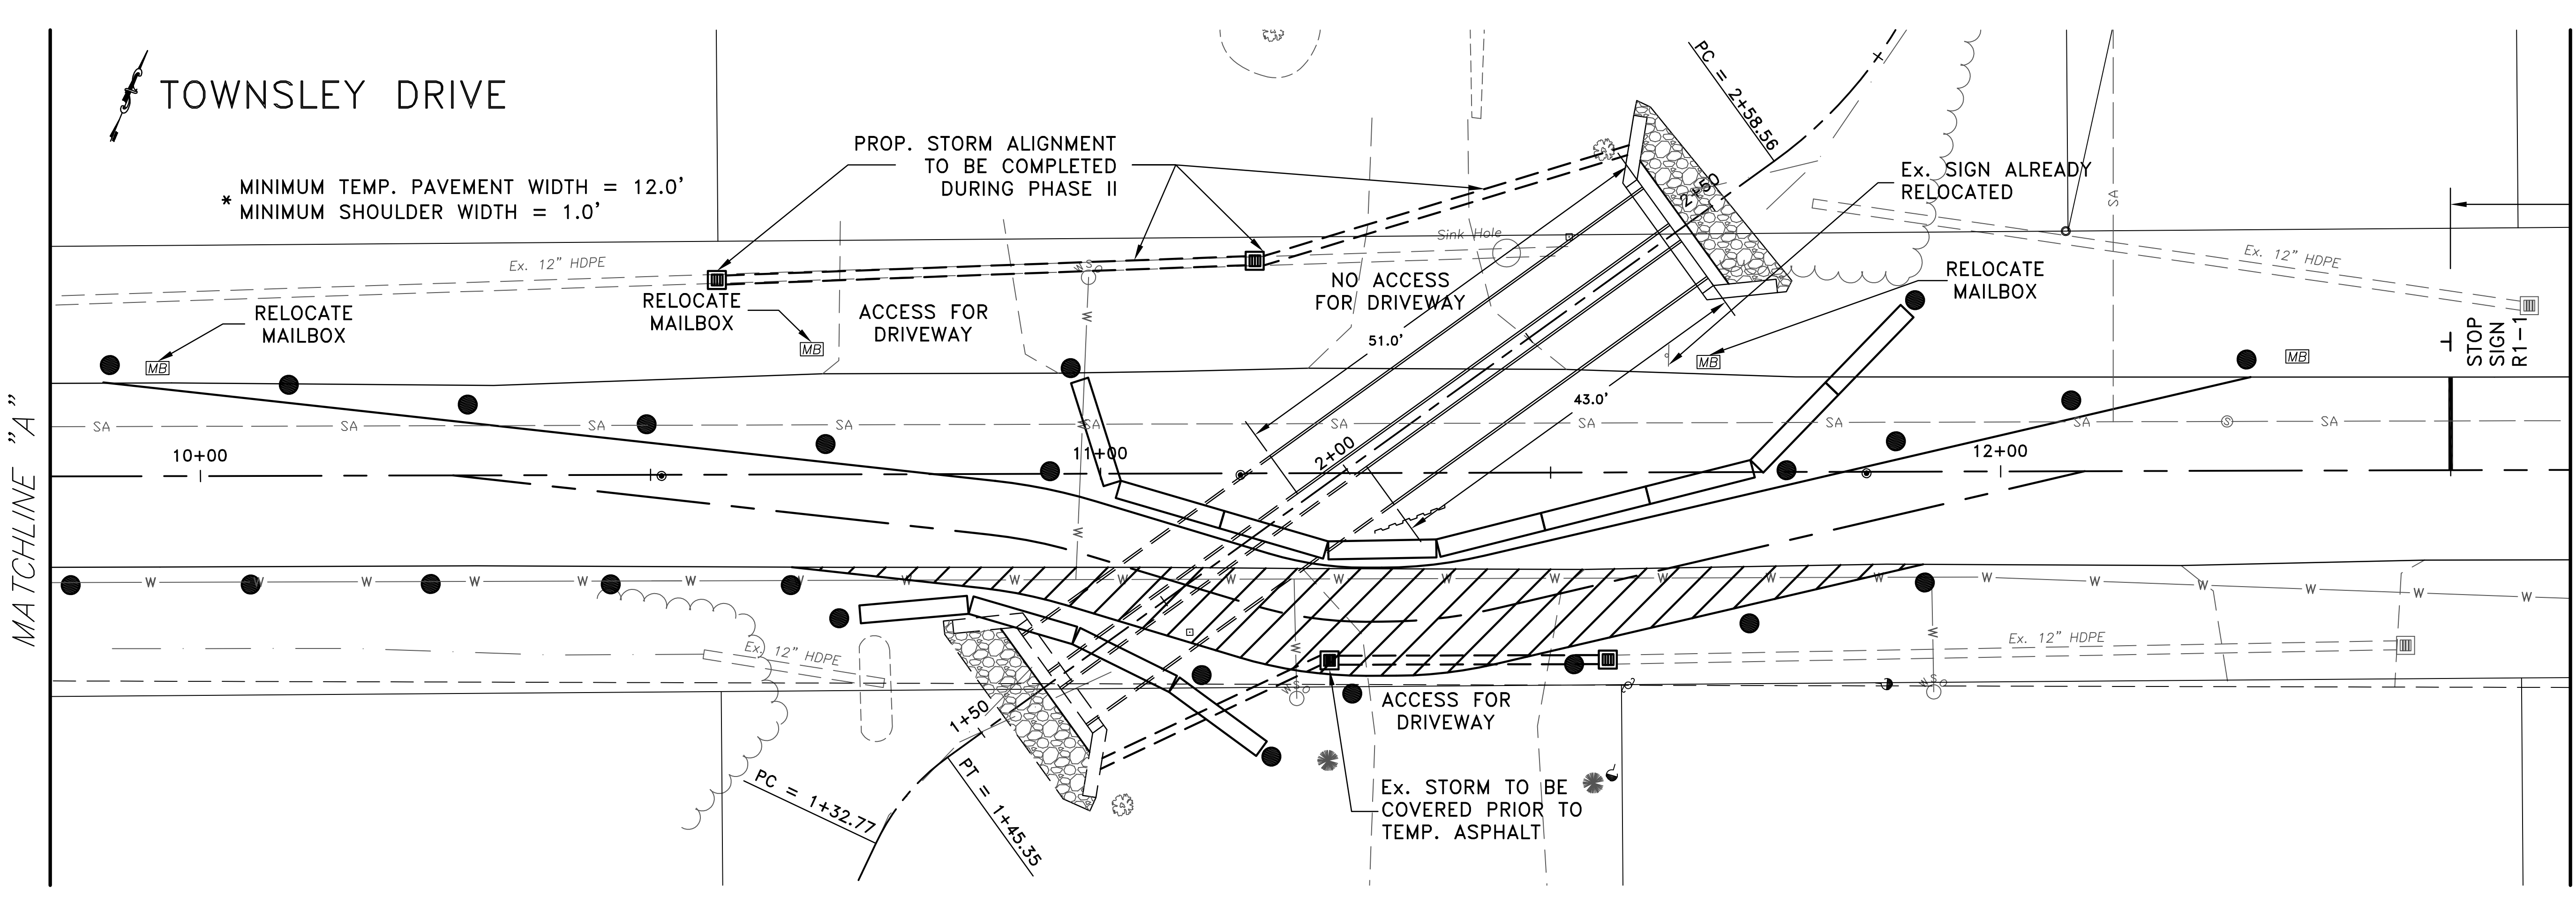 TOWNSLEY DRIVE
MINIMUM TEMP. PAVEMENT WIDTH = 12.0'
* MINIMUM SHOULDER WIDTH = 1.0'
PROP. STORM ALIGNMENT
TO BE COMPLETED
DURING PHASE II
PC = 2+58.56
Ex. SIGN ALREADY
RELOCATED
2+50
SA
Sink Hole
Ex. 12" HDPE
Ex. 12" HDPE
NO ACCESS
FOR DRIVEWAY
RELOCATE
MAILBOX
RELOCATE
MAILBOX
RELOCATE
MAILBOX
ACCESS FOR
DRIVEWAY
WSO
W
MB
MB
MB
MB
51.0'
43.0'
STOP
SIGN
R1-1
MATCHLINE "A"
SA SA SA SA SA SA SA SA SA S SA
10+00
11+00
2+00
12+00
W
W W W W W W W W W W W W W W W W W W W W W W W
W
W
Ex. 12" HDPE
Ex. 12" HDPE
WSO
WSO
1+50
PC = 1+32.77
PT = 1+45.35
ACCESS FOR
DRIVEWAY
Ex. STORM TO BE
COVERED PRIOR TO
TEMP. ASPHALT